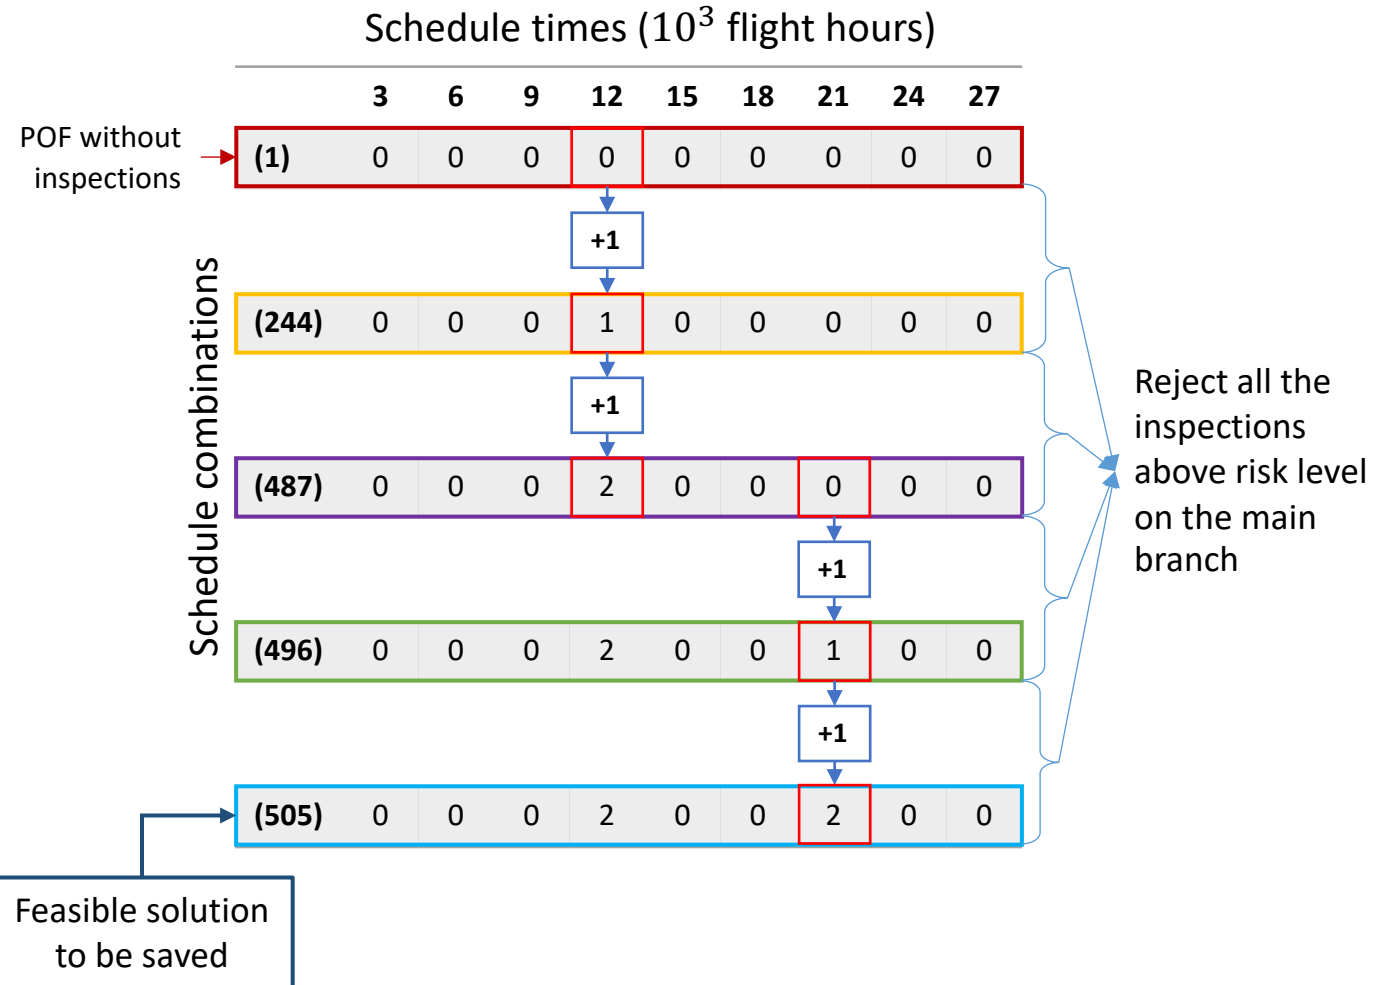 Schedule times (10³ flight hours)
3 6 9 12 15 18 21 24 27
POF without
inspections
(1) 0 0 0 0 0 0 0 0 0
+1
Schedule combinations
(244) 0 0 0 1 0 0 0 0 0
+1
(487) 0 0 0 2 0 0 0 0 0
+1
(496) 0 0 0 2 0 0 1 0 0
+1
(505) 0 0 0 2 0 0 2 0 0
Reject all the
inspections
above risk level
on the main
branch
Feasible solution
to be saved